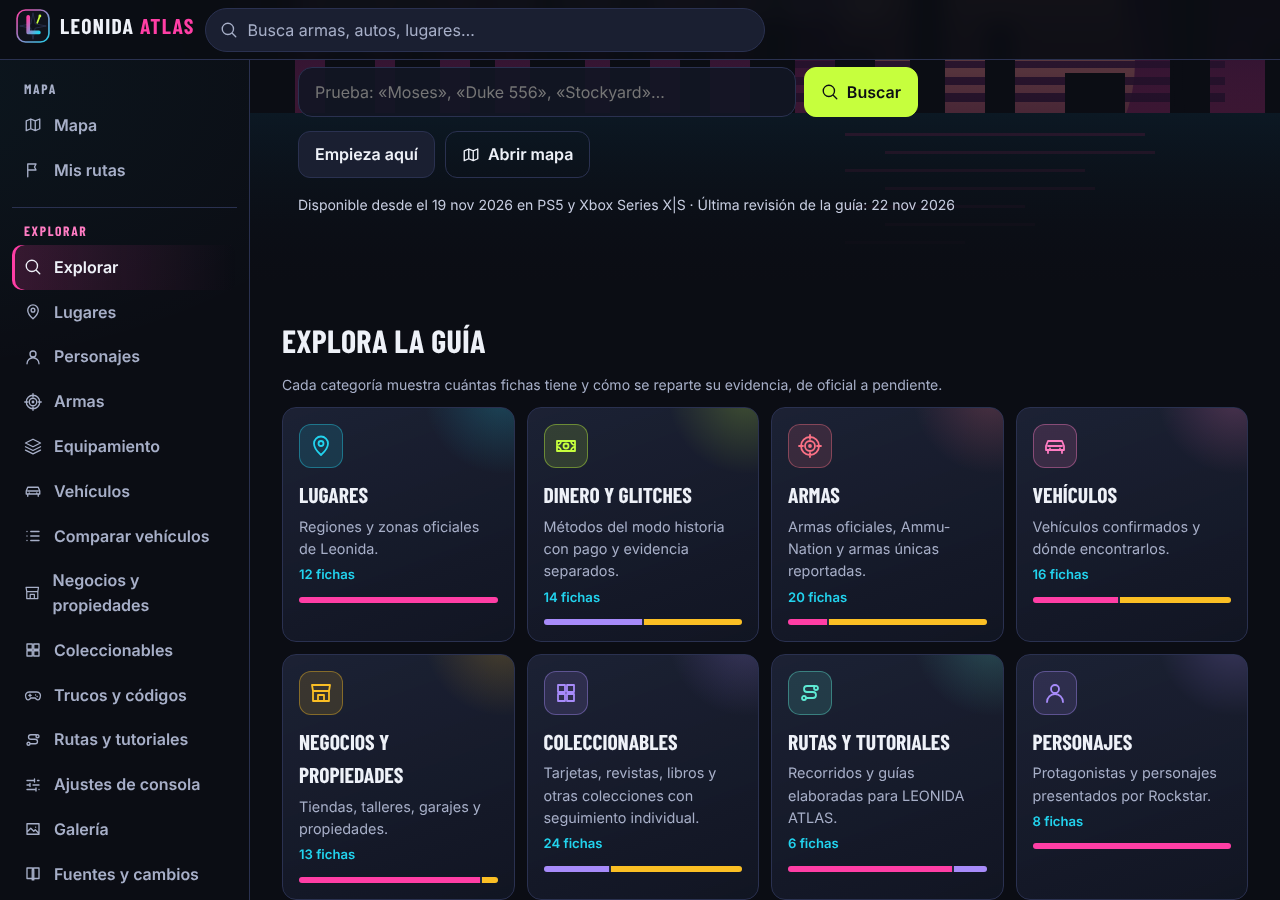 LEONIDA ATLAS
Busca armas, autos, lugares...
MAPA
Mapa
Mis rutas
EXPLORAR
Explorar
Lugares
Personajes
Armas
Equipamiento
Vehículos
Comparar vehículos
Negocios y
propiedades
Coleccionables
Trucos y códigos
Rutas y tutoriales
Ajustes de consola
Galería
Fuentes y cambios
Prueba: «Moses», «Duke 556», «Stockyard»...
Buscar
Empieza aquí
Abrir mapa
Disponible desde el 19 nov 2026 en PS5 y Xbox Series X|S · Última revisión de la guía: 22 nov 2026
EXPLORA LA GUÍA
Cada categoría muestra cuántas fichas tiene y cómo se reparte su evidencia, de oficial a pendiente.
LUGARES
Regiones y zonas oficiales
de Leonida.
12 fichas
DINERO Y GLITCHES
Métodos del modo historia
con pago y evidencia
separados.
14 fichas
ARMAS
Armas oficiales, Ammu-
Nation y armas únicas
reportadas.
20 fichas
VEHÍCULOS
Vehículos confirmados y
dónde encontrarlos.
16 fichas
NEGOCIOS Y
PROPIEDADES
Tiendas, talleres, garajes y
propiedades.
13 fichas
COLECCIONABLES
Tarjetas, revistas, libros y
otras colecciones con
seguimiento individual.
24 fichas
RUTAS Y TUTORIALES
Recorridos y guías
elaboradas para LEONIDA
ATLAS.
6 fichas
PERSONAJES
Protagonistas y personajes
presentados por Rockstar.
8 fichas